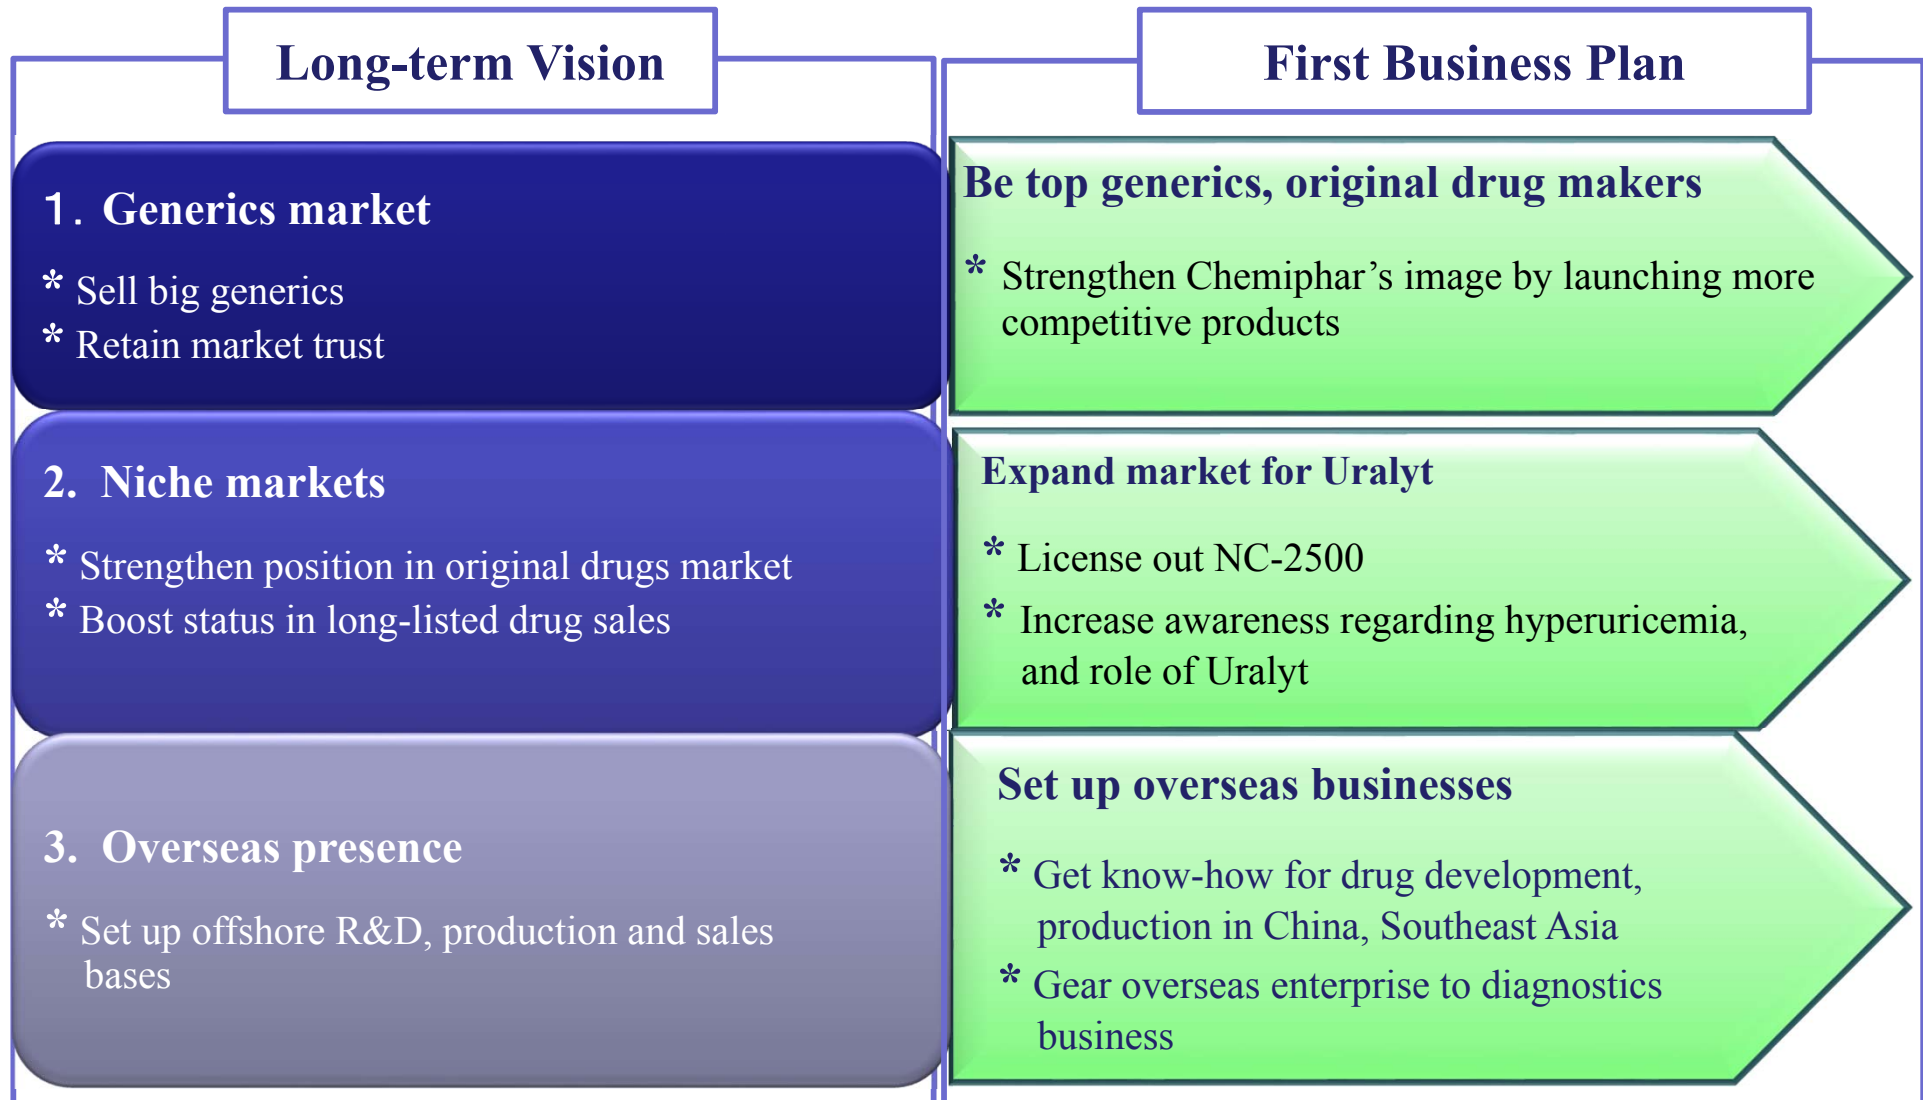 Long-term Vision
First Business Plan
1. Generics market
* Sell big generics
* Retain market trust
Be top generics, original drug makers
* Strengthen Chemiphar’s image by launching more
competitive products
2. Niche markets
* Strengthen position in original drugs market
* Boost status in long-listed drug sales
Expand market for Uralyt
* License out NC-2500
* Increase awareness regarding hyperuricemia,
and role of Uralyt
3. Overseas presence
* Set up offshore R&D, production and sales
bases
Set up overseas businesses
* Get know-how for drug development,
production in China, Southeast Asia
* Gear overseas enterprise to diagnostics
business